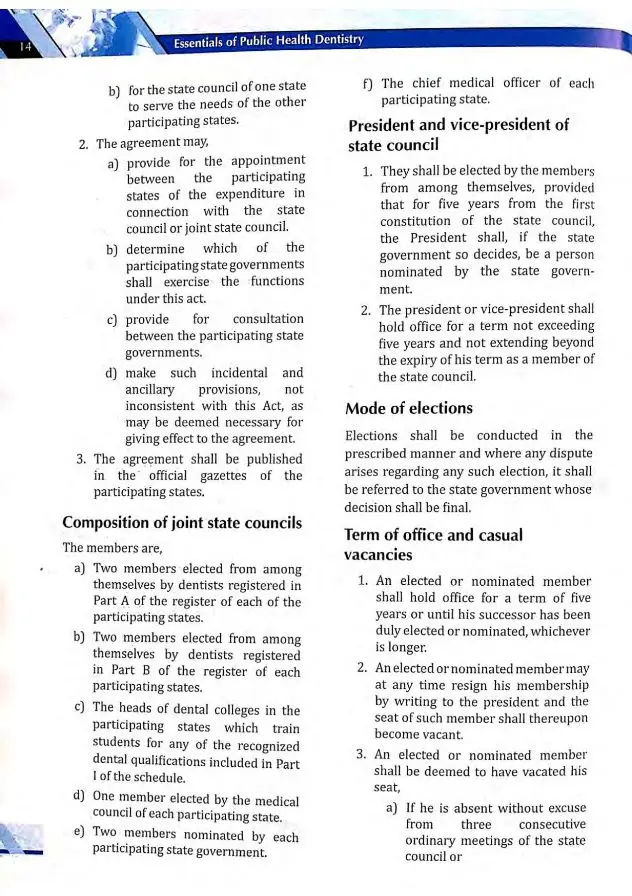 14
Essentials of Public Health Dentistry
b) for the state council of one state
to serve the needs of the other
participating states.
2. The agreement may,
a) provide for the appointment
between the participating
states of the expenditure in
connection with the state
council or joint state council.
b) determine which of the
participating state governments
shall exercise the functions
under this act.
c) provide for consultation
between the participating state
governments.
d) make such incidental and
ancillary provisions, not
inconsistent with this Act, as
may be deemed necessary for
giving effect to the agreement.
3. The agreement shall be published
in the official gazettes of the
participating states.
Composition of joint state councils
The members are,
a) Two members elected from among
themselves by dentists registered in
Part A of the register of each of the
participating states.
b) Two members elected from among
themselves by dentists registered
in Part B of the register of each
participating states.
c) The heads of dental colleges in the
participating states which train
students for any of the recognized
dental qualifications included in Part
I of the schedule.
d) One member elected by the medical
council of each participating state.
e) Two members nominated by each
participating state government.
f) The chief medical officer of each
participating state.
President and vice-president of
state council
1. They shall be elected by the members
from among themselves, provided
that for five years from the first
constitution of the state council,
the President shall, if the state
government so decides, be a person
nominated by the state govern-
ment.
2. The president or vice-president shall
hold office for a term not exceeding
five years and not extending beyond
the expiry of his term as a member of
the state council.
Mode of elections
Elections shall be conducted in the
prescribed manner and where any dispute
arises regarding any such election, it shall
be referred to the state government whose
decision shall be final.
Term of office and casual
vacancies
1. An elected or nominated member
shall hold office for a term of five
years or until his successor has been
duly elected or nominated, whichever
is longer.
2. An elected or nominated member may
at any time resign his membership
by writing to the president and the
seat of such member shall thereupon
become vacant.
3. An elected or nominated member
shall be deemed to have vacated his
seat,
a) If he is absent without excuse
from three consecutive
ordinary meetings of the state
council or